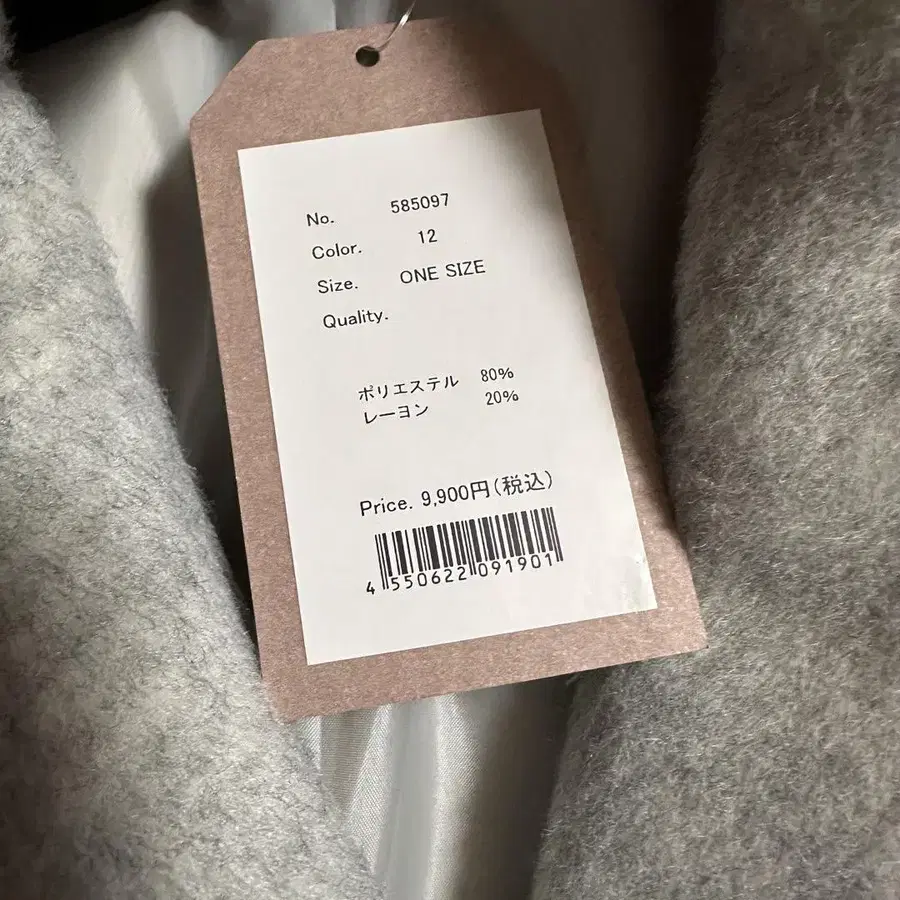 No. 585097
Color. 12
Size. ONE SIZE
Quality.
ポリエステル 80%
レーヨン 20%
Price. 9,900円(税込)
4 550622 091901